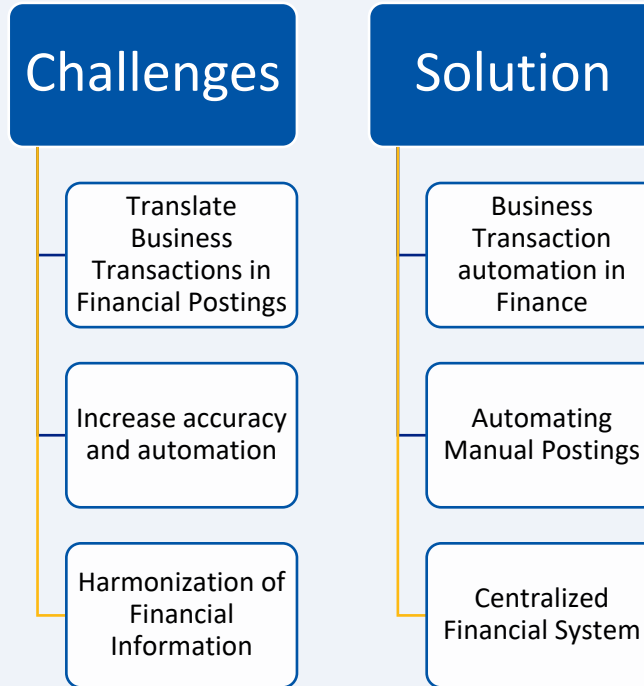 Challenges
Translate
Business
Transactions in
Financial Postings
Increase accuracy
and automation
Harmonization of
Financial
Information
Solution
Business
Transaction
automation in
Finance
Automating
Manual Postings
Centralized
Financial System